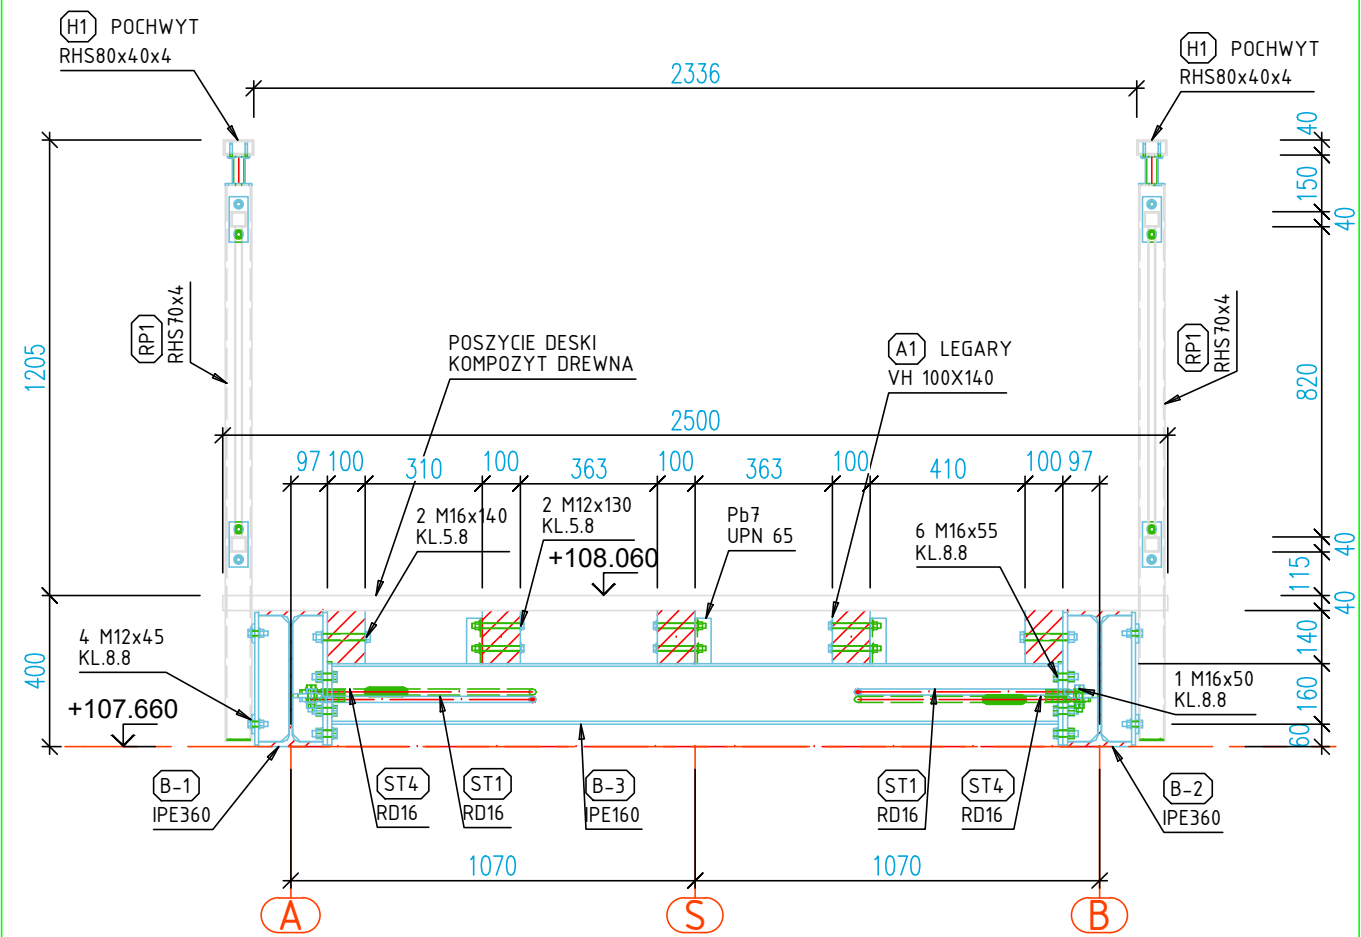 H1 POCHWYT
RHS80x40x4
H1 POCHWYT
RHS80x40x4
2336
40
150
40
1205
RP1
RHS70x4
POSZYCIE DESKI
KOMPOZYT DREWNA
A1 LEGARY
VH 100X140
RP1
RHS70x4
820
2500
97 100 310 100 363 100 363 100 410 100 97
2 M16x140
KL.5.8
2 M12x130
KL.5.8
Pb7
UPN 65
6 M16x55
KL.8.8
+108.060
40
115
40
4 M12x45
KL.8.8
400
+107.660
140
1 M16x50
KL.8.8
160
60
B-1
IPE360
ST4
RD16
ST1
RD16
B-3
IPE160
ST1
RD16
ST4
RD16
B-2
IPE360
1070
1070
A
S
B